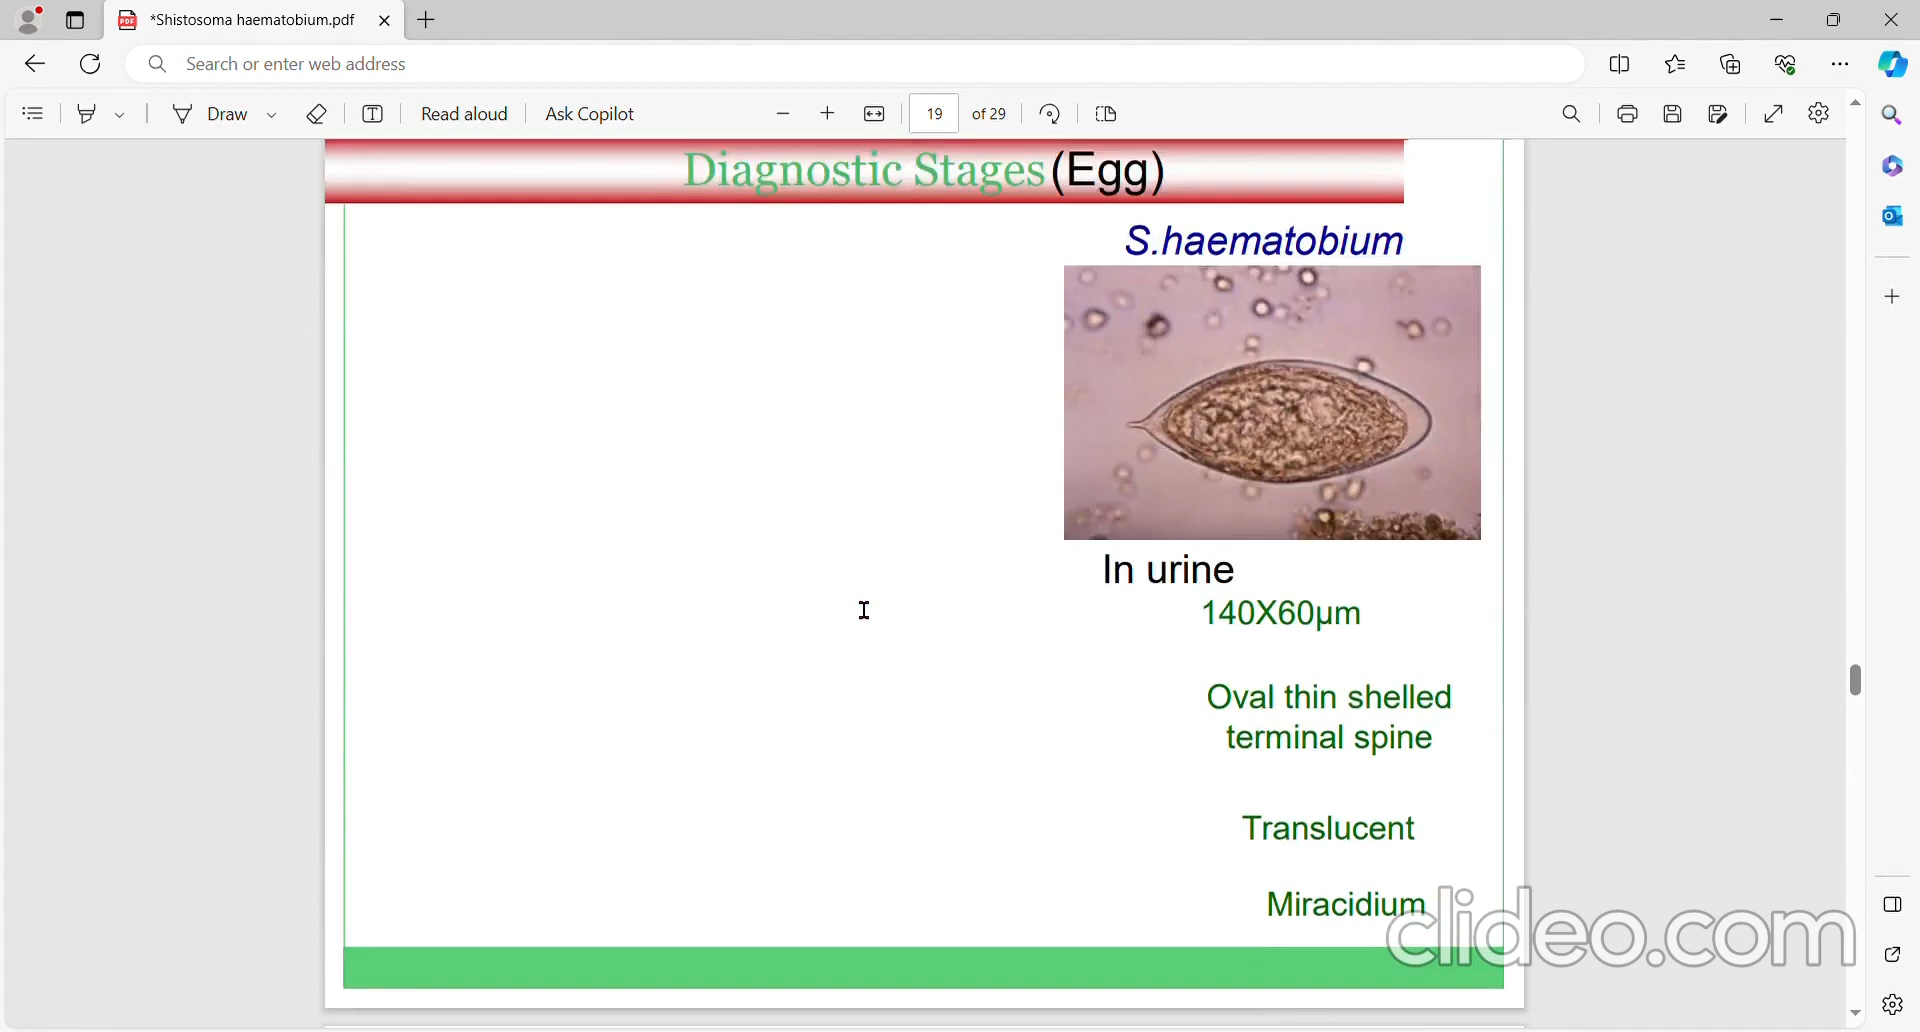 *Shistosoma haematobium.pdf
Search or enter web address
Draw
Read aloud
Ask Copilot
19 of 29
Diagnostic Stages (Egg)
S.haematobium
In urine
140X60µm
Oval thin shelled
terminal spine
Translucent
Miracidium
clideo.com